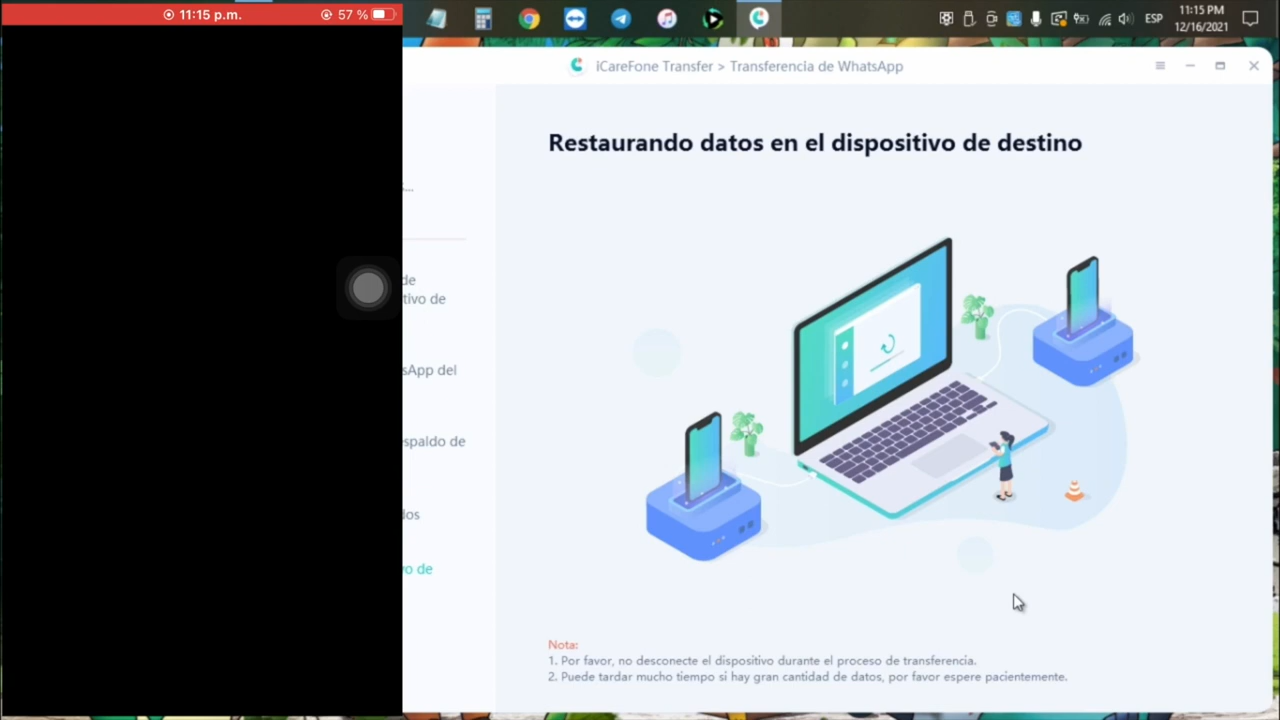 11:15 p.m.
57 %
ESP
11:15 PM
12/16/2021
iCareFone Transfer > Transferencia de WhatsApp
Restaurando datos en el dispositivo de destino
...
de
tivo de
sApp del
spaldo de
dos
vo de
Nota:
1. Por favor, no desconecte el dispositivo durante el proceso de transferencia.
2. Puede tardar mucho tiempo si hay gran cantidad de datos, por favor espere pacientemente.